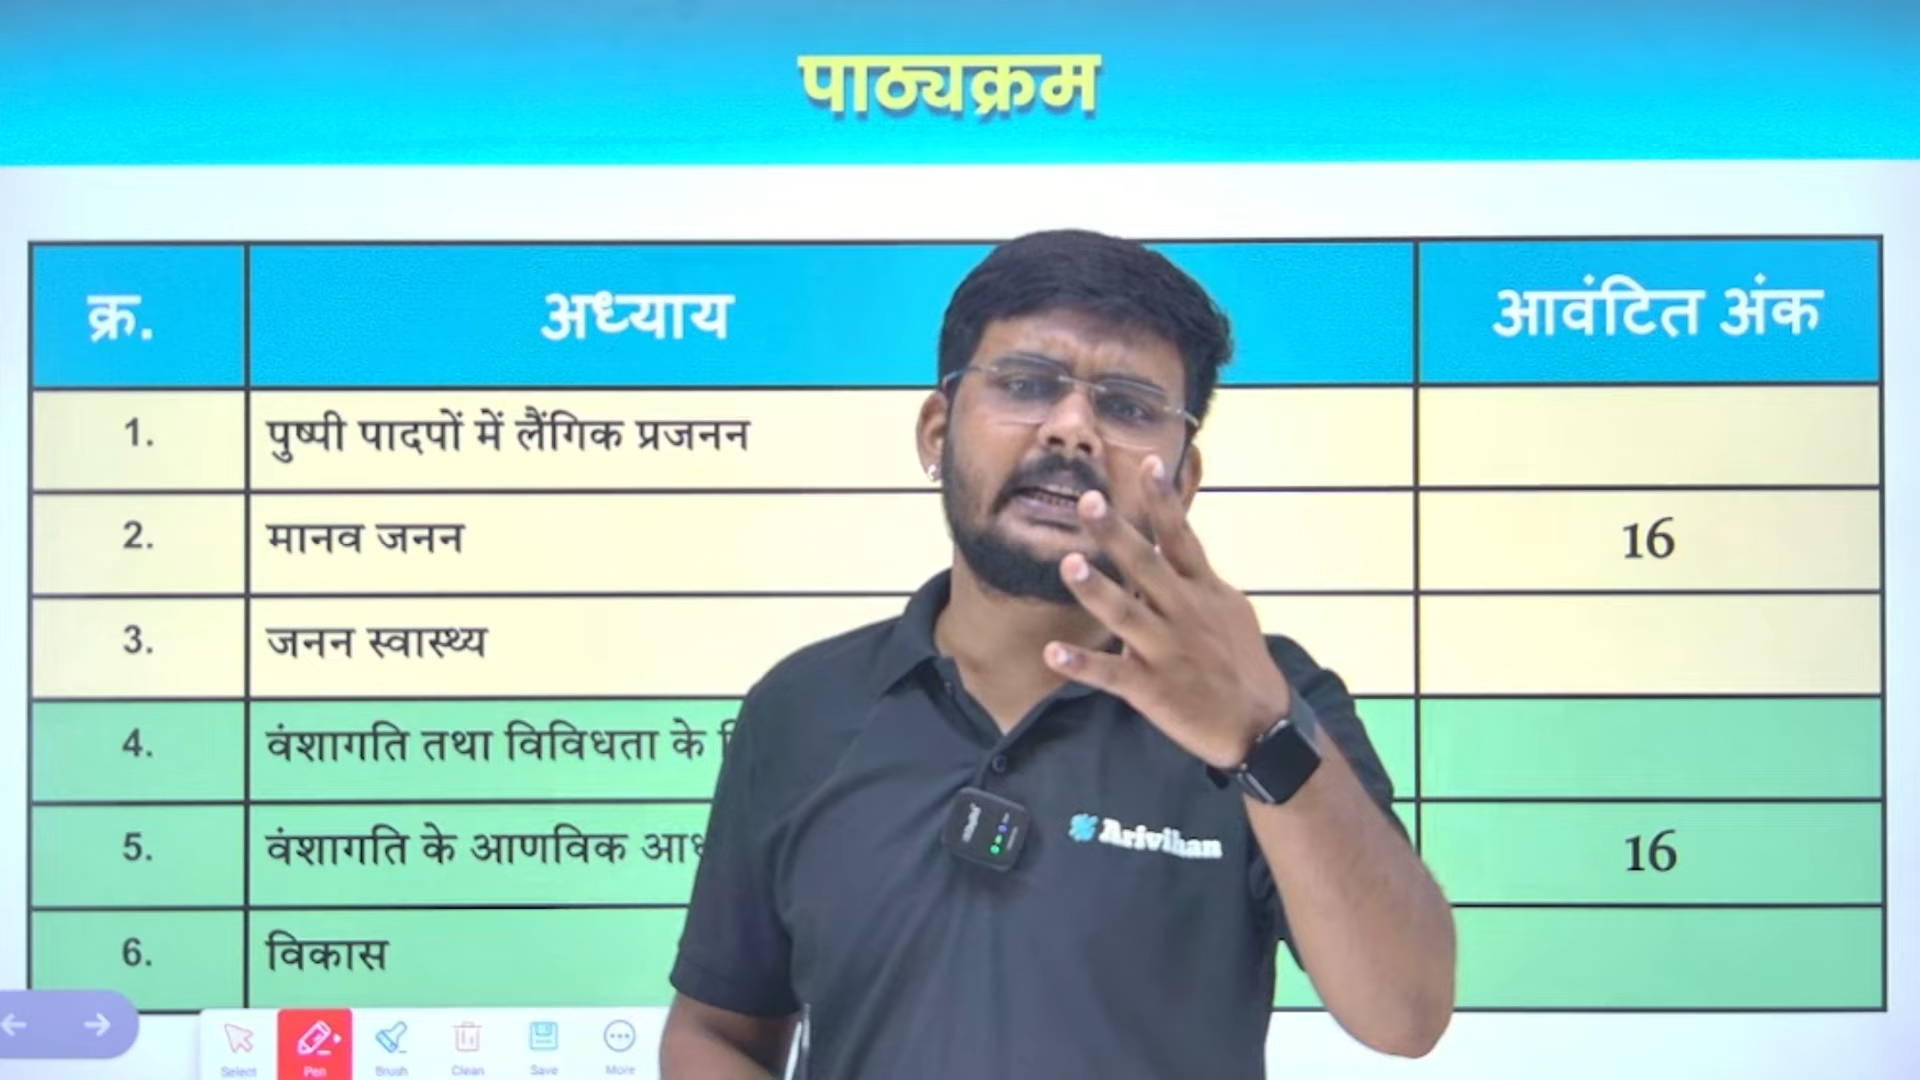 पाठ्यक्रम
क्र. अध्याय आवंटित अंक
1. पुष्पी पादपों में लैंगिक प्रजनन
2. मानव जनन 16
3. जनन स्वास्थ्य
4. वंशागति तथा विविधता के
5. वंशागति के आणविक 16
6. विकास
Arivihan
Select Pen Brush Clean Save More